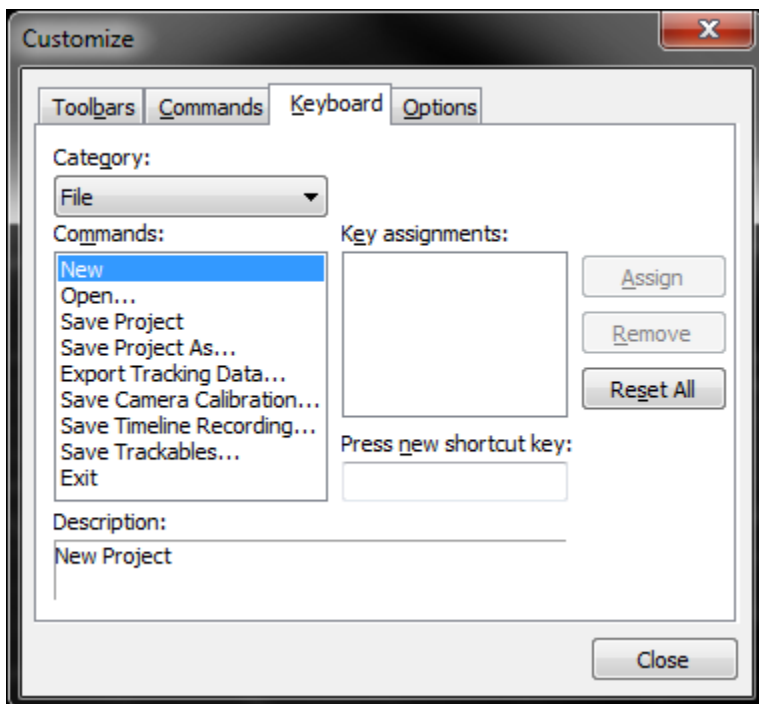 Customize
Toolbars Commands Keyboard Options
Category:
File
Commands:
New
Open...
Save Project
Save Project As...
Export Tracking Data...
Save Camera Calibration...
Save Timeline Recording...
Save Trackables...
Exit
Key assignments:
Assign
Remove
Reset All
Press new shortcut key:
Description:
New Project
Close